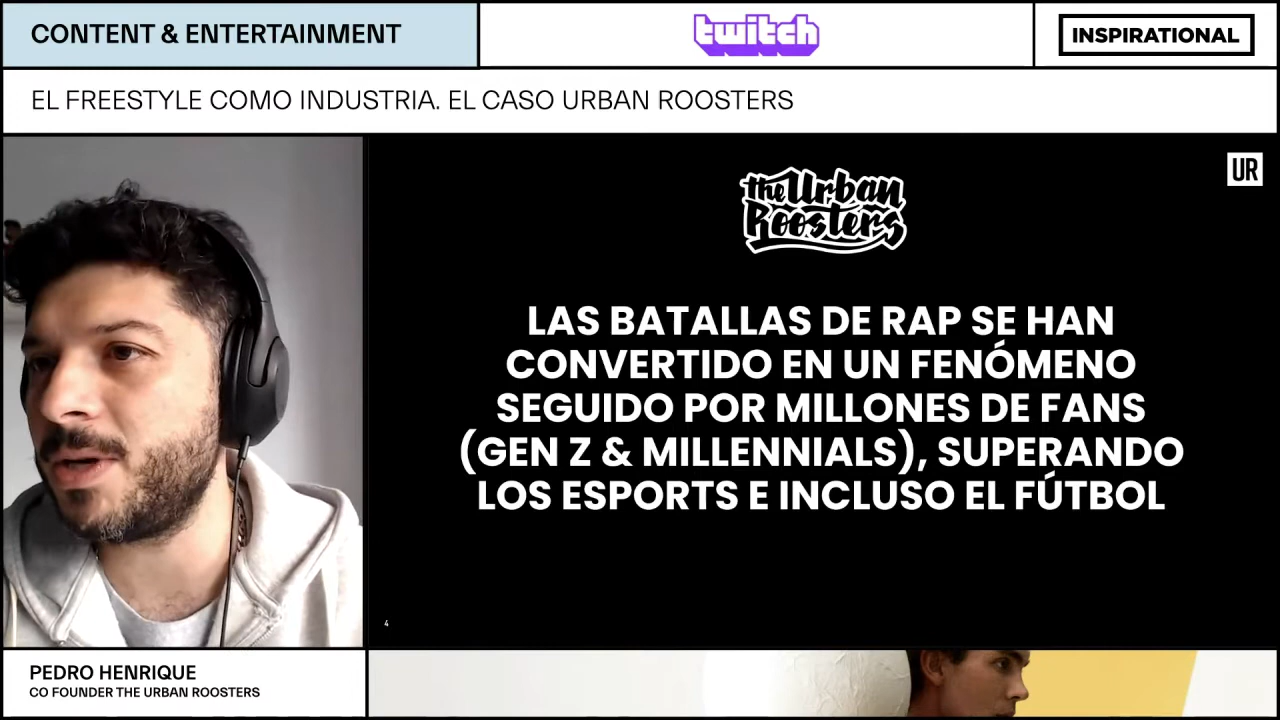 CONTENT & ENTERTAINMENT
twitch
INSPIRATIONAL
EL FREESTYLE COMO INDUSTRIA. EL CASO URBAN ROOSTERS
the Urban
Roosters
UR
LAS BATALLAS DE RAP SE HAN
CONVERTIDO EN UN FENÓMENO
SEGUIDO POR MILLONES DE FANS
(GEN Z & MILLENNIALS), SUPERANDO
LOS ESPORTS E INCLUSO EL FÚTBOL
4
PEDRO HENRIQUE
CO FOUNDER THE URBAN ROOSTERS